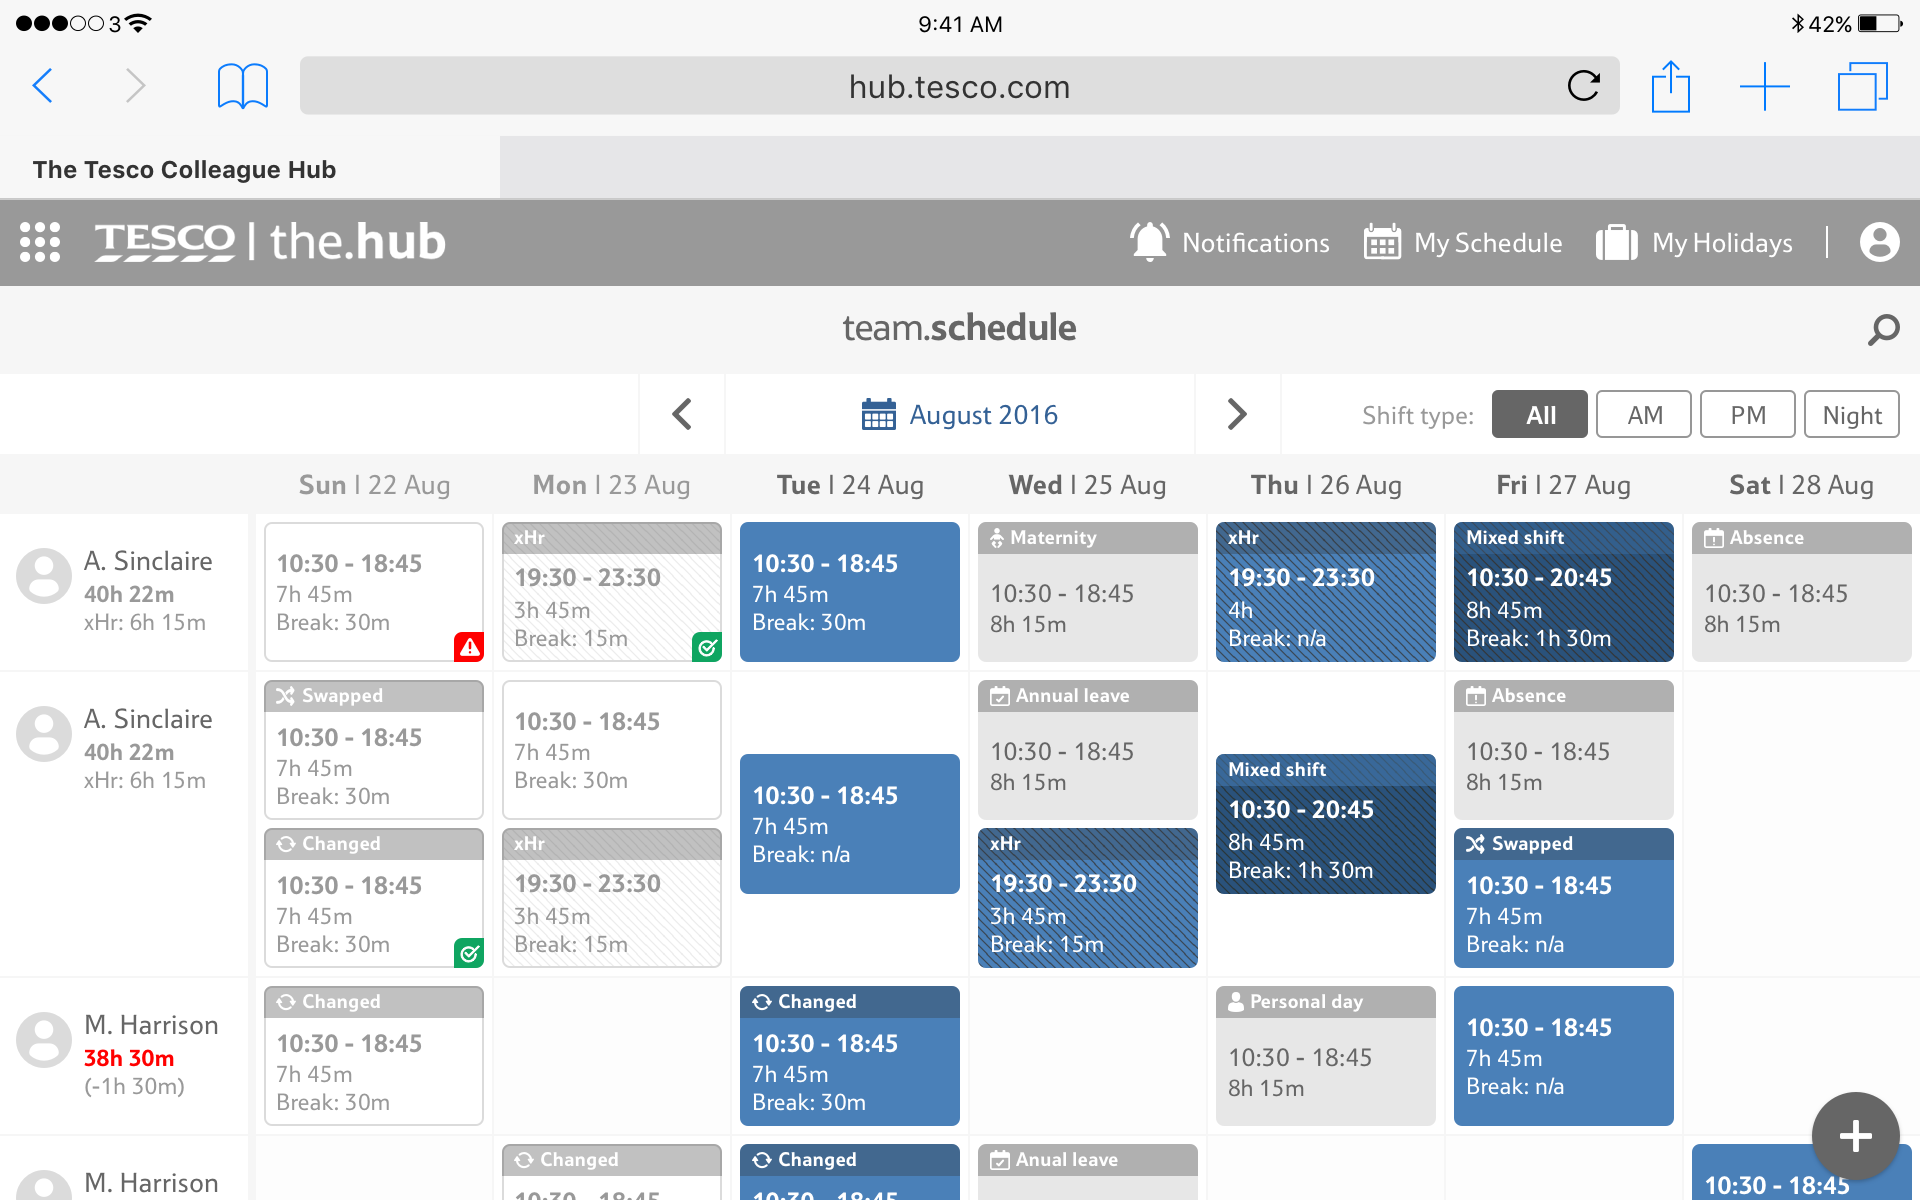 3
9:41 AM
42%
hub.tesco.com
The Tesco Colleague Hub
TESCO | the.hub
Notifications
My Schedule
My Holidays
team.schedule
August 2016
Shift type:
All
AM
PM
Night
Sun | 22 Aug
Mon | 23 Aug
Tue | 24 Aug
Wed | 25 Aug
Thu | 26 Aug
Fri | 27 Aug
Sat | 28 Aug
A. Sinclaire
40h 22m
xHr: 6h 15m
10:30 - 18:45
7h 45m
Break: 30m
xHr
19:30 - 23:30
3h 45m
Break: 15m
10:30 - 18:45
7h 45m
Break: 30m
Maternity
10:30 - 18:45
8h 15m
xHr
19:30 - 23:30
4h
Break: n/a
Mixed shift
10:30 - 20:45
8h 45m
Break: 1h 30m
Absence
10:30 - 18:45
8h 15m
A. Sinclaire
40h 22m
xHr: 6h 15m
Swapped
10:30 - 18:45
7h 45m
Break: 30m
Changed
10:30 - 18:45
7h 45m
Break: 30m
10:30 - 18:45
7h 45m
Break: 30m
xHr
19:30 - 23:30
3h 45m
Break: 15m
10:30 - 18:45
7h 45m
Break: n/a
Annual leave
10:30 - 18:45
8h 15m
xHr
19:30 - 23:30
3h 45m
Break: 15m
Mixed shift
10:30 - 20:45
8h 45m
Break: 1h 30m
Absence
10:30 - 18:45
8h 15m
Swapped
10:30 - 18:45
7h 45m
Break: n/a
M. Harrison
38h 30m
(-1h 30m)
Changed
10:30 - 18:45
7h 45m
Break: 30m
Changed
10:30 - 18:45
7h 45m
Break: 30m
Personal day
10:30 - 18:45
8h 15m
10:30 - 18:45
7h 45m
Break: n/a
M. Harrison
Changed
10:30 - 18:45
Changed
10:30 - 18:45
Anual leave
10:30 - 18:45